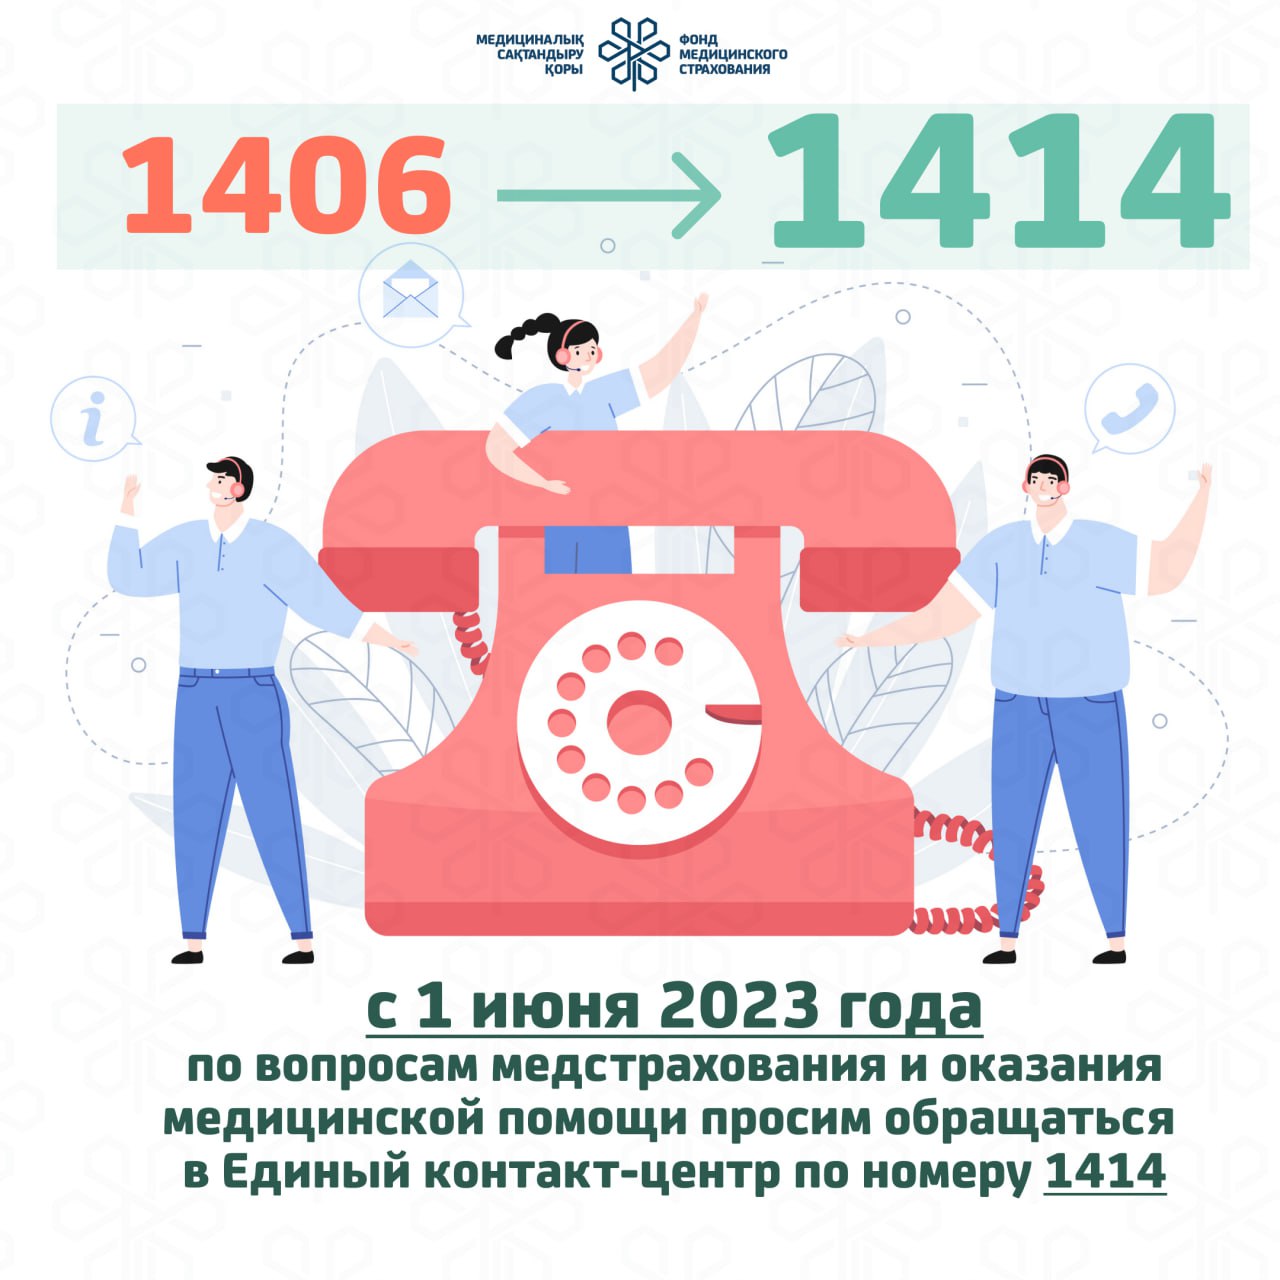 МЕДИЦИНАЛЫҚ
САҚТАНДЫРУ
ҚОРЫ
ФОНД
МЕДИЦИНСКОГО
СТРАХОВАНИЯ
1406
1414
с 1 июня 2023 года
по вопросам медстрахования и оказания
медицинской помощи просим обращаться
в Единый контакт-центр по номеру 1414